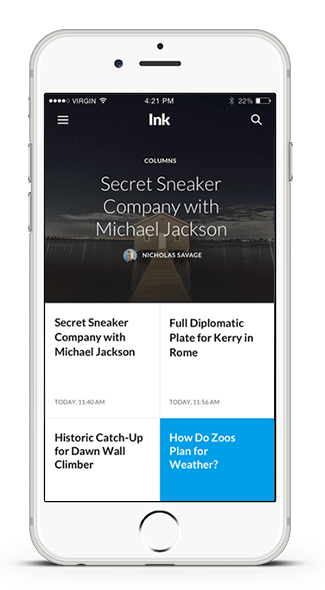 VIRGIN
4:21 PM
22%
Ink
COLUMNS
Secret Sneaker
Company with
Michael Jackson
NICHOLAS SAVAGE
Secret Sneaker
Company with
Michael Jackson
TODAY, 11:40 AM
Full Diplomatic
Plate for Kerry in
Rome
TODAY, 11:56 AM
Historic Catch-Up
for Dawn Wall
Climber
How Do Zoos
Plan for
Weather?